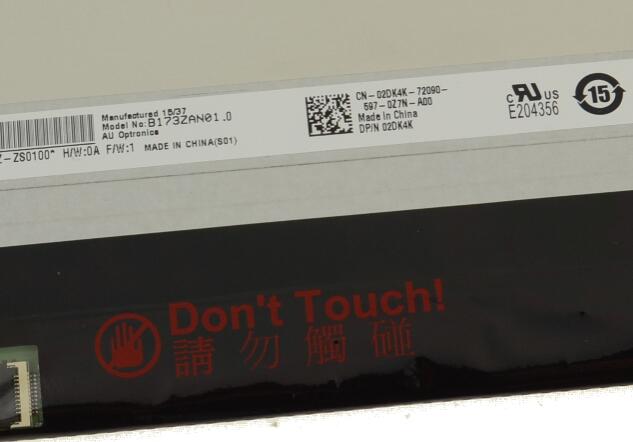 Manufactured 15/37
Model No:B173ZAN01.0
AU Optronics
Z-ZS0100* H/W:0A F/W:1 MADE IN CHINA(S01)
CN-02DK4K-72090-
597-0Z7N-A00
Made in China
DP/N 02DK4K
c RU US
E204356
15
Don't Touch!
請勿觸碰